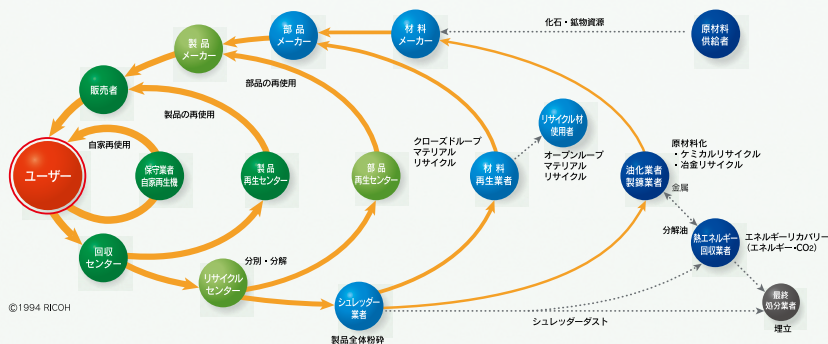 部品
メーカー
材料
メーカー
化石・鉱物資源
原材料
供給者
製品
メーカー
販売者
部品の再使用
製品の再使用
自家再使用
リサイクル材
使用者
クローズドループ
マテリアル
リサイクル
オープンループ
マテリアル
リサイクル
原材料化
・ケミカルリサイクル
・冶金リサイクル
ユーザー
保守業者
自家再生機
製品
再生センター
部品
再生センター
材料
再生業者
油化業者
製錬業者
金属
分解油
熱エネルギー
回収業者
エネルギーリカバリー
(エネルギー・CO2)
回収
センター
分別・分解
リサイクル
センター
シュレッダー
業者
製品全体粉砕
シュレッダーダスト
最終
処分業者
埋立
©1994 RICOH